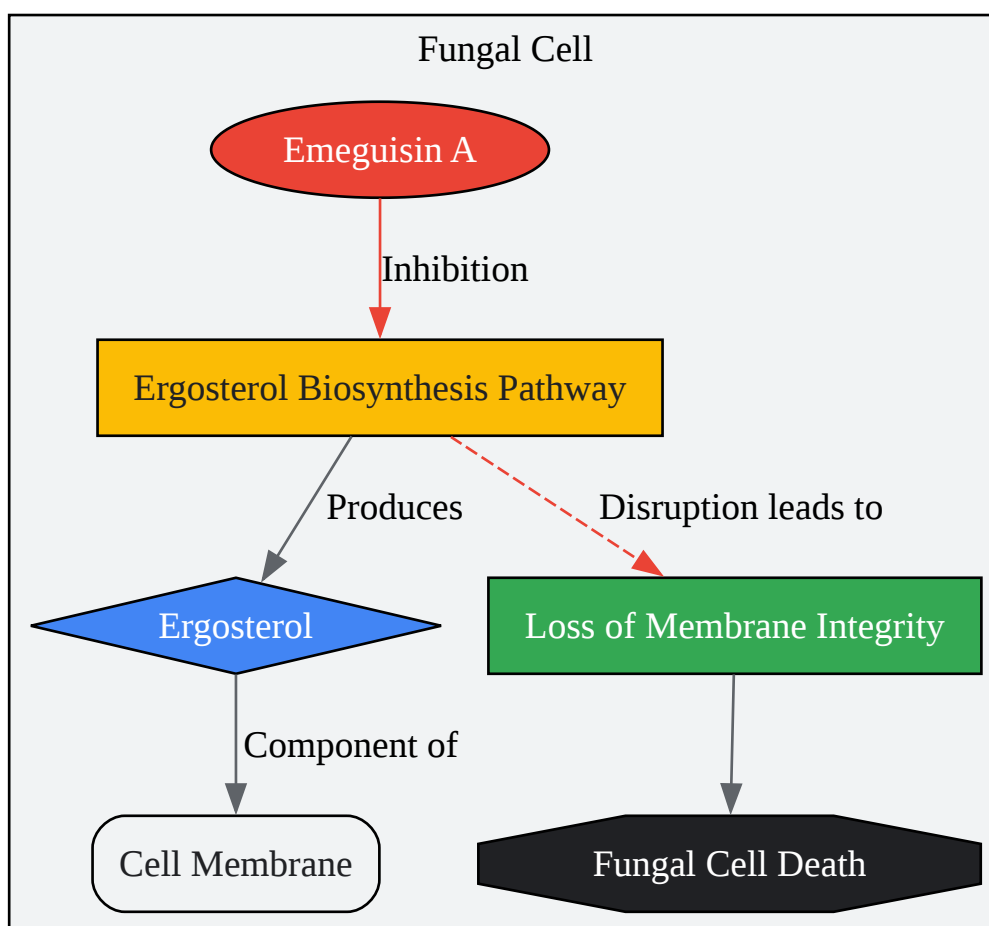 Fungal Cell
Emeguisin A
Inhibition
Ergosterol Biosynthesis Pathway
Produces
Disruption leads to
Ergosterol
Loss of Membrane Integrity
Component of
Cell Membrane
Fungal Cell Death